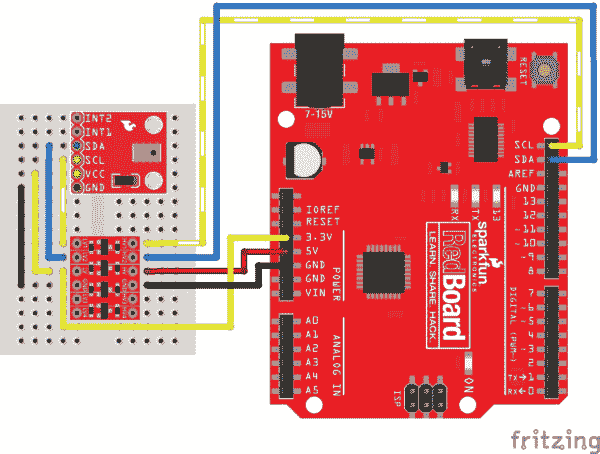 INT2
INT1
SDA
SCL
VCC
GND
7-15V
RESET
SCL
SDA
AREF
GND
13
12
~11
~10
~9
8
7
~6
~5
4
~3
2
TX→1
RX←0
IOREF
RESET
3.3V
5V
GND
GND
VIN
POWER
A0
A1
A2
A3
A4
A5
ANALOG IN
RX
TX
13
sparkfun
ELECTRONICS
RedBoard
LEARN. SHARE. HACK.
DIGITAL (PWM~)
ON
ISP
fritzing